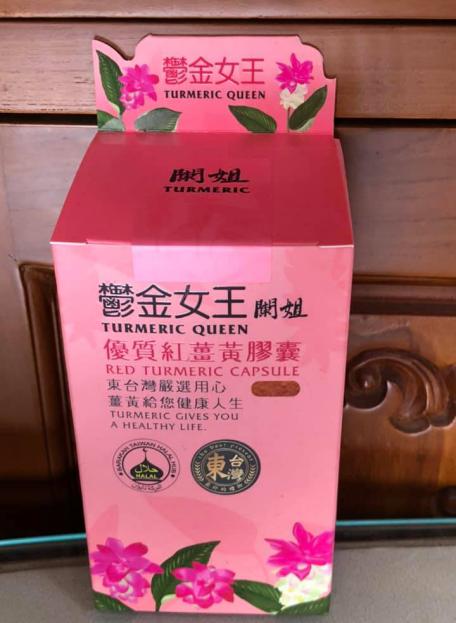 鬱金女王
TURMERIC QUEEN
闕姐
TURMERIC
鬱金女王 闕姐
TURMERIC QUEEN
優質紅薑黃膠囊
RED TURMERIC CAPSULE
東台灣嚴選用心
薑黃給您健康人生
TURMERIC GIVES YOU
A HEALTHY LIFE.
حلال
HALAL
東 台灣